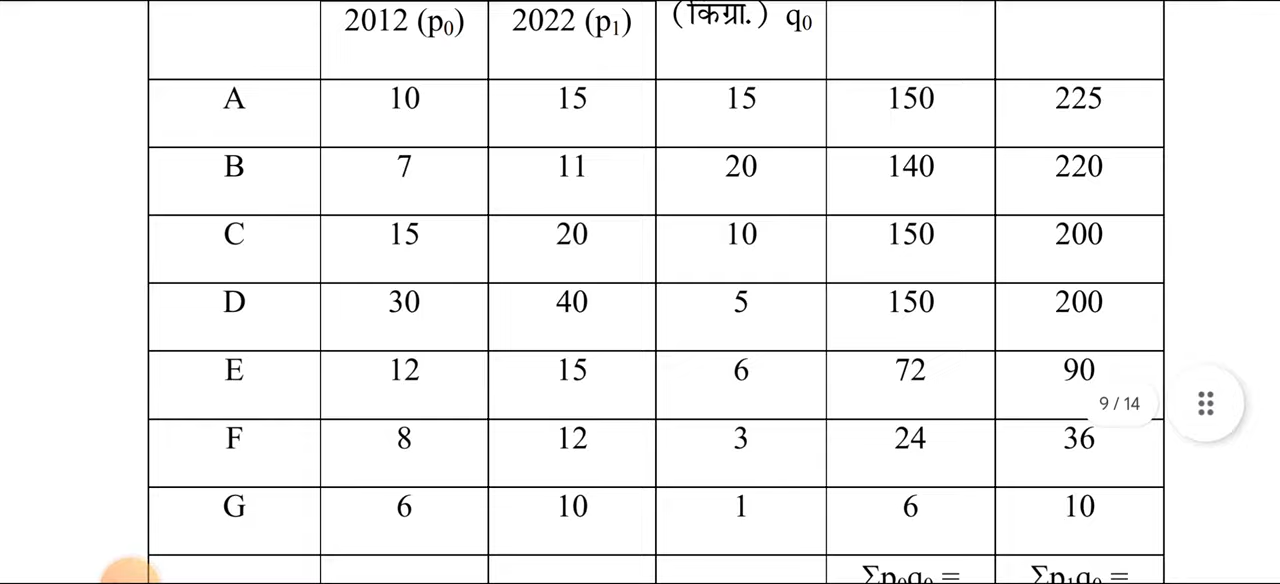 2012 (p₀) 2022 (p₁) (किग्रा.) q₀
A 10 15 15 150 225
B 7 11 20 140 220
C 15 20 10 150 200
D 30 40 5 150 200
E 12 15 6 72 90
9 / 14
F 8 12 3 24 36
G 6 10 1 6 10
Σp₀q₀ = Σp₁q₀ =